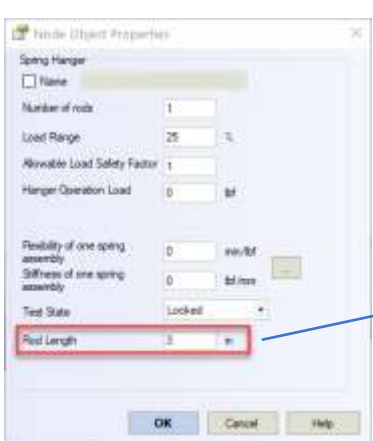 Node Object Properties
Spring Hanger
Name
Number of rods 1
Load Range 25 %
Allowable Load Safety Factor 1
Hanger Operation Load 0 lbf
Flexibility of one spring
assembly 0 mm/lbf
...
Stiffness of one spring
assembly 0 lbf/mm
Test State Locked
Rod Length 3 m
OK Cancel Help